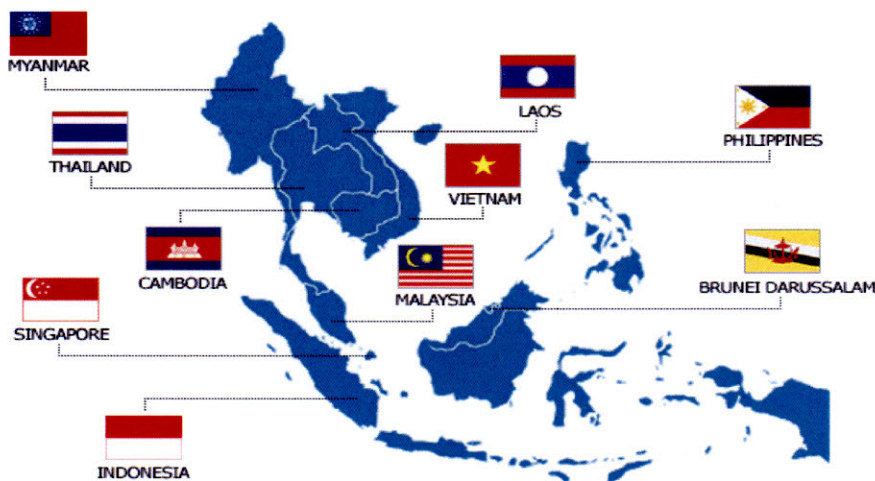 MYANMAR
LAOS
PHILIPPINES
THAILAND
VIETNAM
CAMBODIA
MALAYSIA
BRUNEI DARUSSALAM
SINGAPORE
INDONESIA